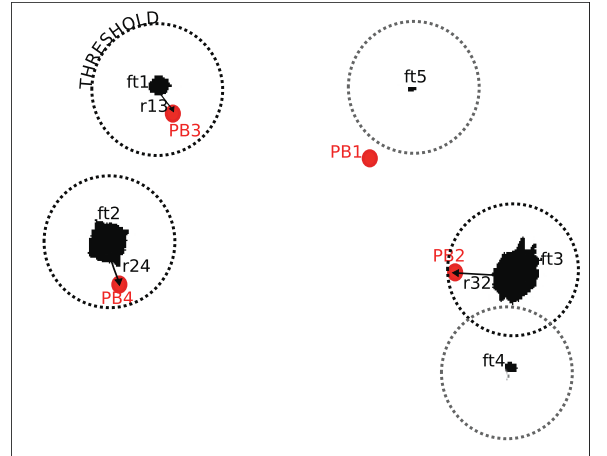 THRESHOLD
ft1
r13
PB3
ft5
PB1
ft2
r24
PB4
PB2
ft3
r32
ft4